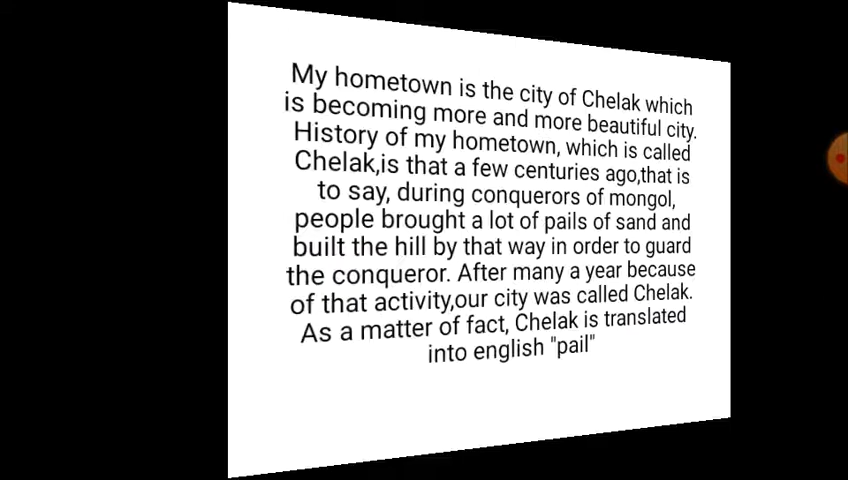 My hometown is the city of Chelak which
is becoming more and more beautiful city.
History of my hometown, which is called
Chelak,is that a few centuries ago,that is
to say, during conquerors of mongol,
people brought a lot of pails of sand and
built the hill by that way in order to guard
the conqueror. After many a year because
of that activity,our city was called Chelak.
As a matter of fact, Chelak is translated
into english "pail"